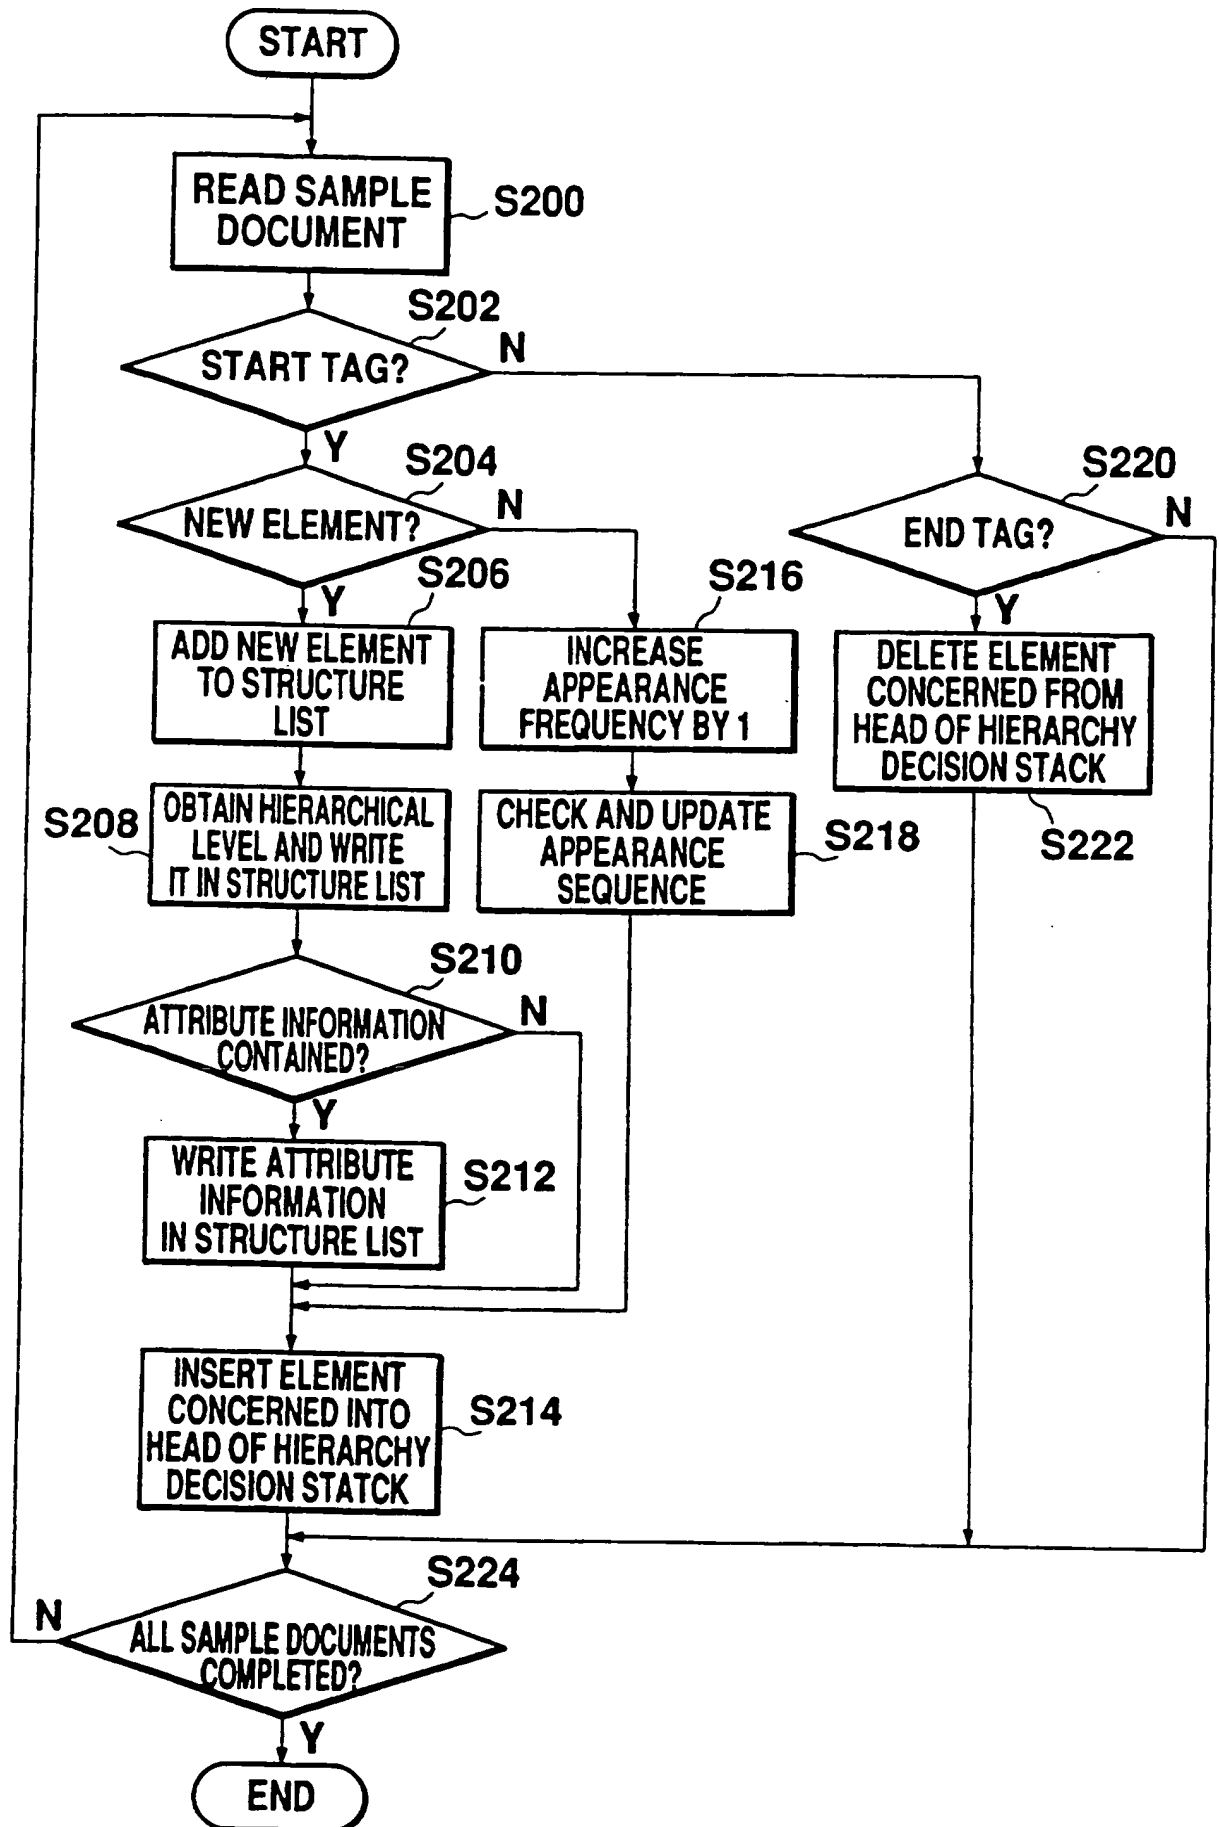 START
READ SAMPLE
DOCUMENT
S200
S202
START TAG?
N
Y
S204
NEW ELEMENT?
N
Y
S220
END TAG?
N
Y
S206
ADD NEW ELEMENT
TO STRUCTURE
LIST
S216
INCREASE
APPEARANCE
FREQUENCY BY 1
DELETE ELEMENT
CONCERNED FROM
HEAD OF HIERARCHY
DECISION STACK
S222
S208
OBTAIN HIERARCHICAL
LEVEL AND WRITE
IT IN STRUCTURE LIST
CHECK AND UPDATE
APPEARANCE
SEQUENCE
S218
S210
ATTRIBUTE INFORMATION
CONTAINED?
N
Y
WRITE ATTRIBUTE
INFORMATION
IN STRUCTURE LIST
S212
INSERT ELEMENT
CONCERNED INTO
HEAD OF HIERARCHY
DECISION STATCK
S214
S224
N
ALL SAMPLE DOCUMENTS
COMPLETED?
Y
END